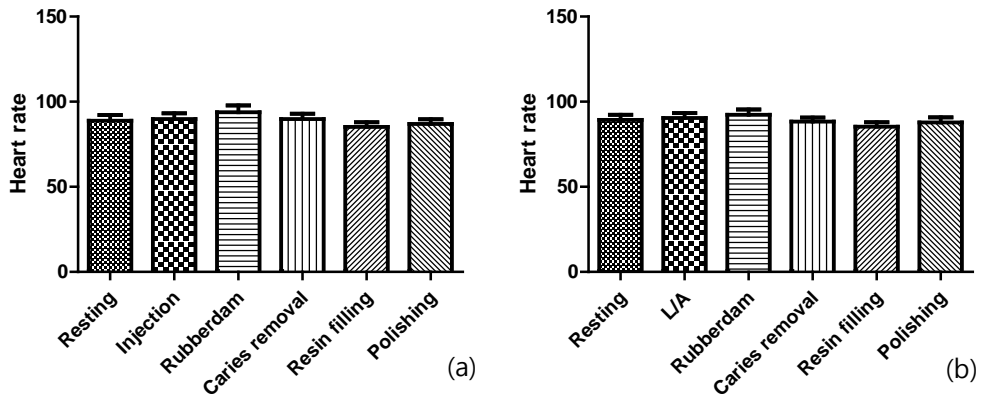 150
100
50
0
Heart rate
Resting
Injection
Rubberdam
Caries removal
Resin filling
Polishing
(a)
150
100
50
0
Heart rate
Resting
L/A
Rubberdam
Caries removal
Resin filling
Polishing
(b)